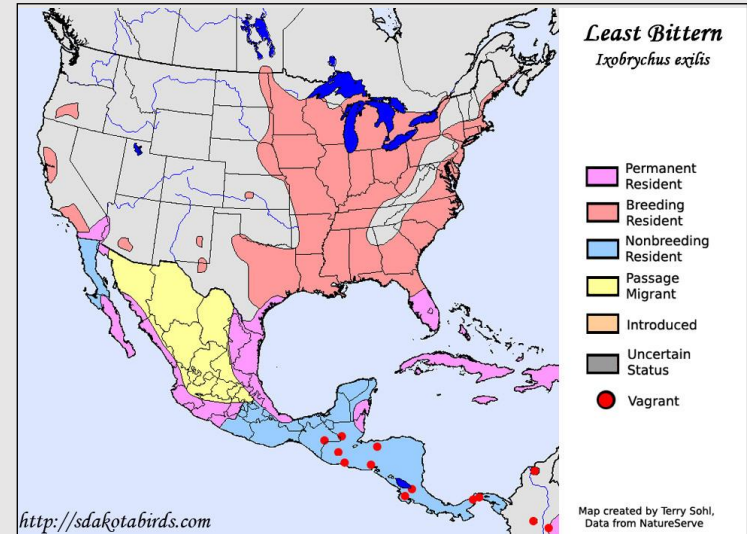 Least Bittern
Ixobrychus exilis
Permanent
Resident
Breeding
Resident
Nonbreeding
Resident
Passage
Migrant
Introduced
Uncertain
Status
Vagrant
Map created by Terry Sohl,
Data from NatureServe
http://sdakotabirds.com